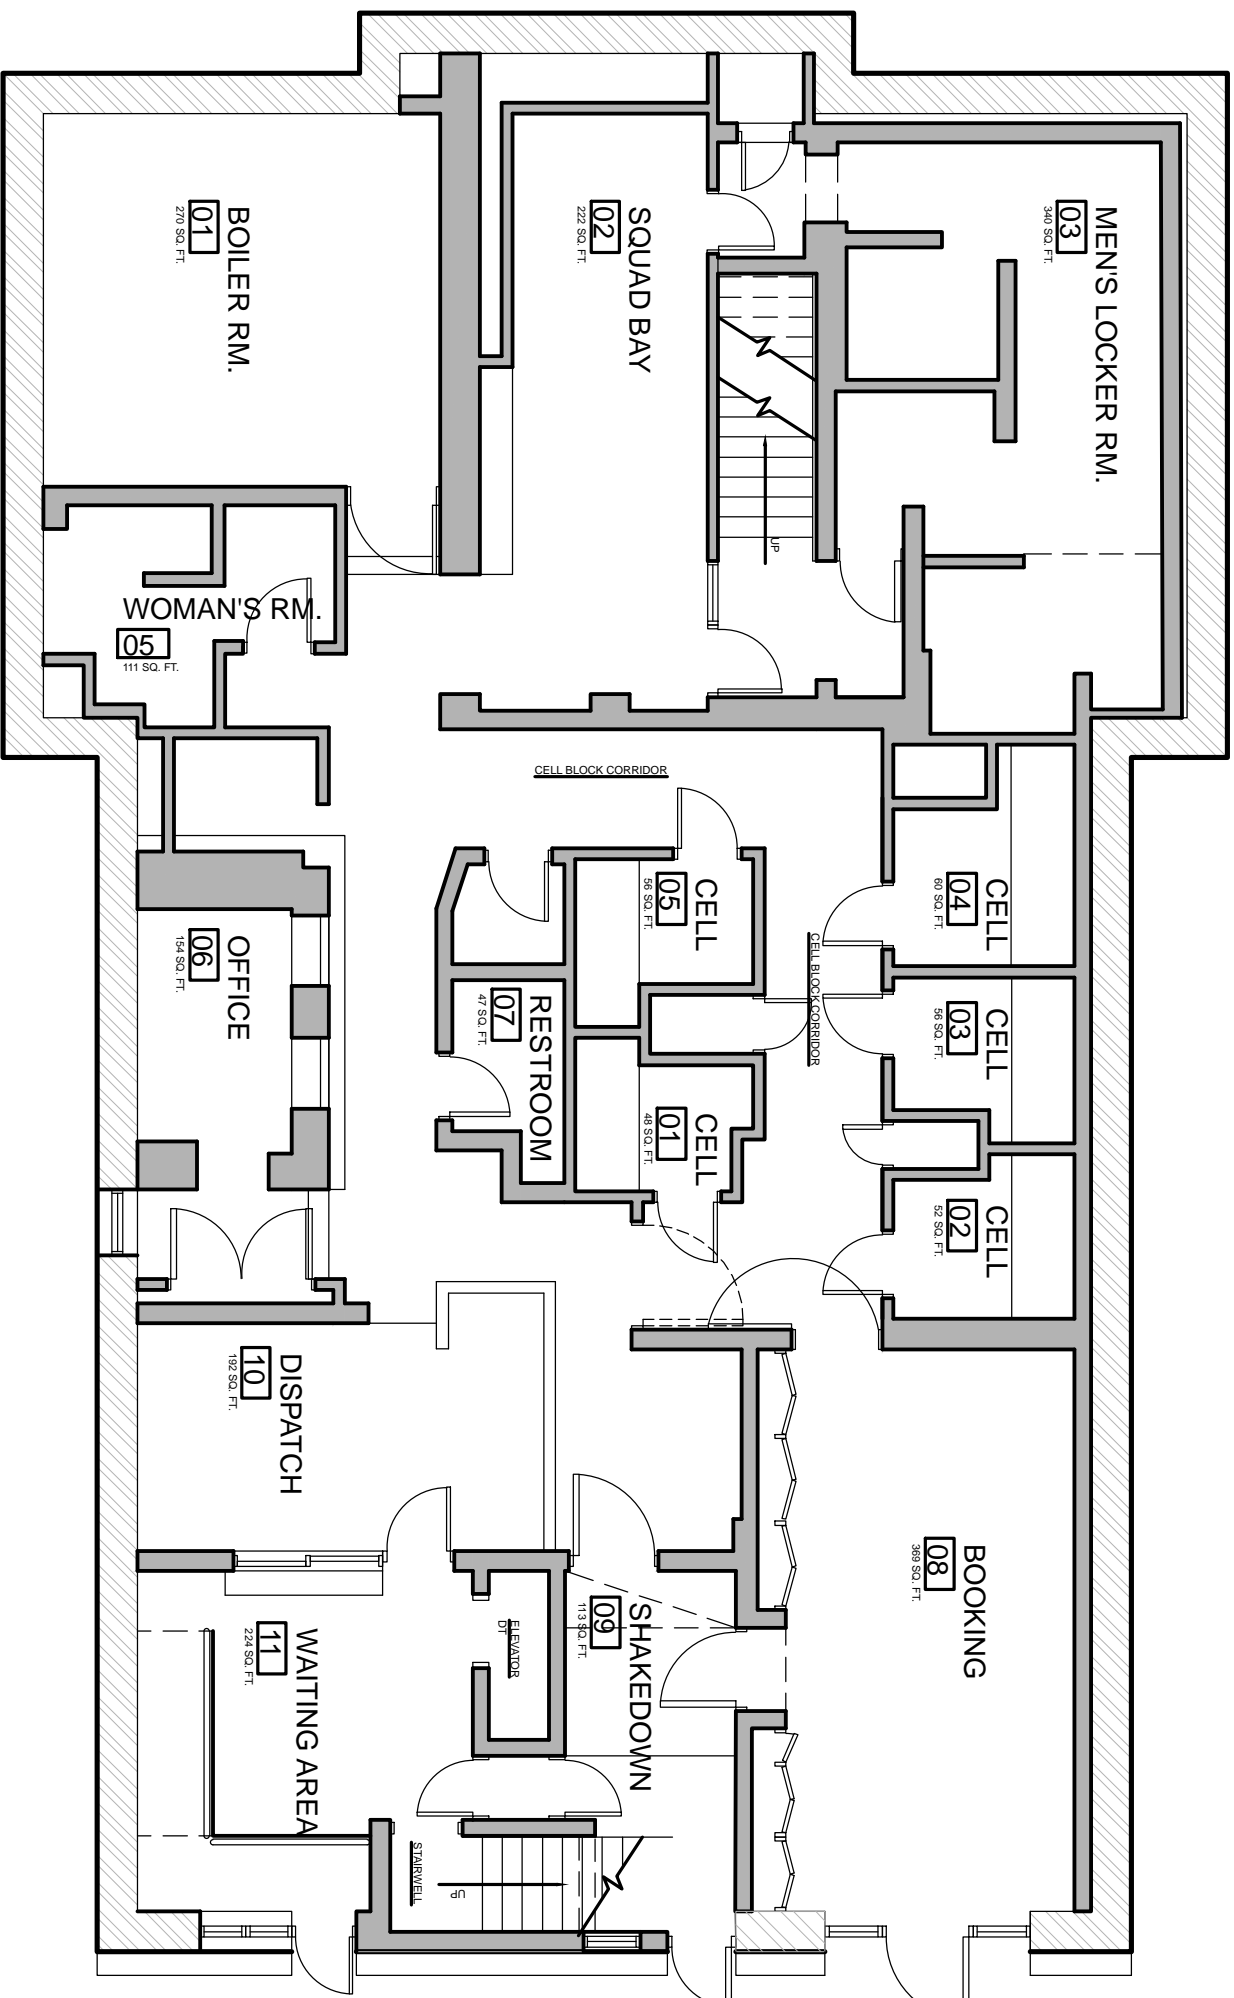 BOILER RM.
01
270 SQ. FT.
SQUAD BAY
02
222 SQ. FT.
MEN'S LOCKER RM.
03
340 SQ. FT.
UP
WOMAN'S RM.
05
111 SQ. FT.
CELL BLOCK CORRIDOR
CELL
05
56 SQ. FT.
CELL BLOCK CORRIDOR
CELL
04
60 SQ. FT.
OFFICE
06
154 SQ. FT.
RESTROOM
07
47 SQ. FT.
CELL
03
56 SQ. FT.
CELL
01
48 SQ. FT.
CELL
02
52 SQ. FT.
DISPATCH
10
192 SQ. FT.
BOOKING
08
369 SQ. FT.
SHAKEDOWN
09
113 SQ. FT.
ELEVATOR
DT
WAITING AREA
11
224 SQ. FT.
STAIRWELL
UP